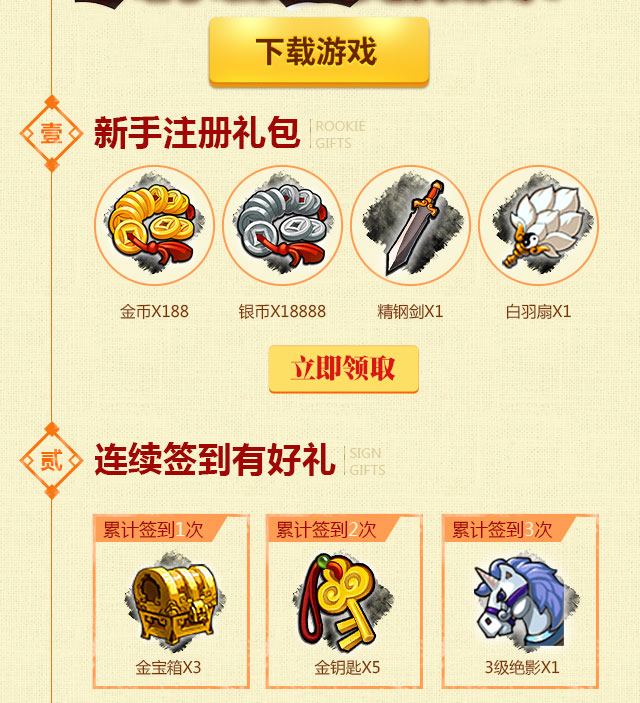 下载游戏
壹
新手注册礼包
ROOKIE
GIFTS
金币X188
银币X18888
精钢剑X1
白羽扇X1
立即领取
贰
连续签到有好礼
SIGN
GIFTS
累计签到1次
累计签到2次
累计签到3次
金宝箱X3
金钥匙X5
3级绝影X1